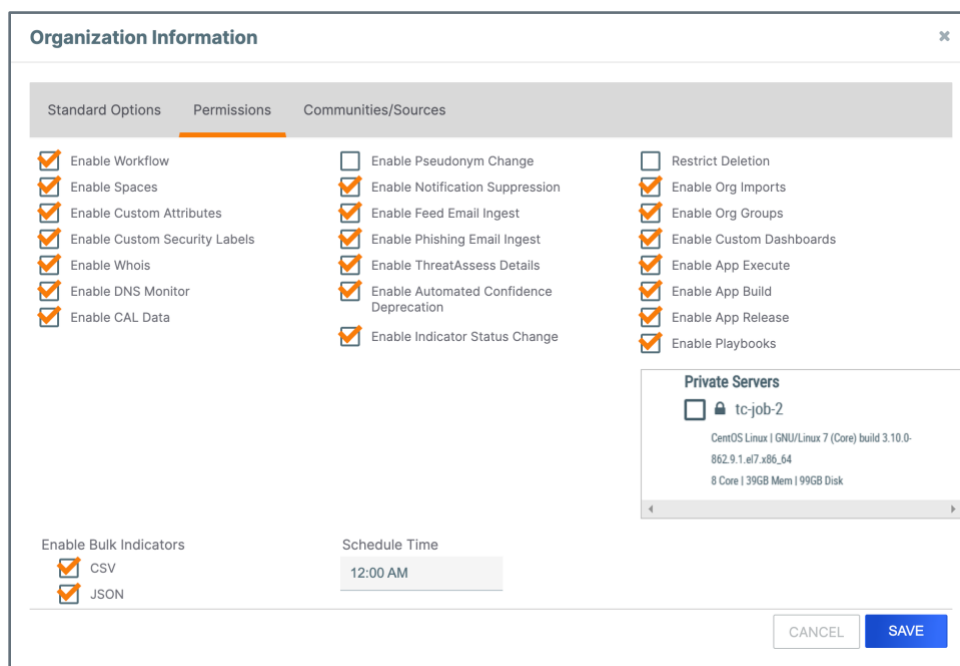 Organization Information
Standard Options
Permissions
Communities/Sources
Enable Workflow
Enable Spaces
Enable Custom Attributes
Enable Custom Security Labels
Enable Whois
Enable DNS Monitor
Enable CAL Data
Enable Pseudonym Change
Enable Notification Suppression
Enable Feed Email Ingest
Enable Phishing Email Ingest
Enable ThreatAssess Details
Enable Automated Confidence
Deprecation
Enable Indicator Status Change
Restrict Deletion
Enable Org Imports
Enable Org Groups
Enable Custom Dashboards
Enable App Execute
Enable App Build
Enable App Release
Enable Playbooks
Private Servers
tc-job-2
CentOS Linux | GNU/Linux 7 (Core) build 3.10.0-
862.9.1.el7.x86_64
8 Core | 39GB Mem | 99GB Disk
Enable Bulk Indicators
CSV
JSON
Schedule Time
12:00 AM
CANCEL
SAVE